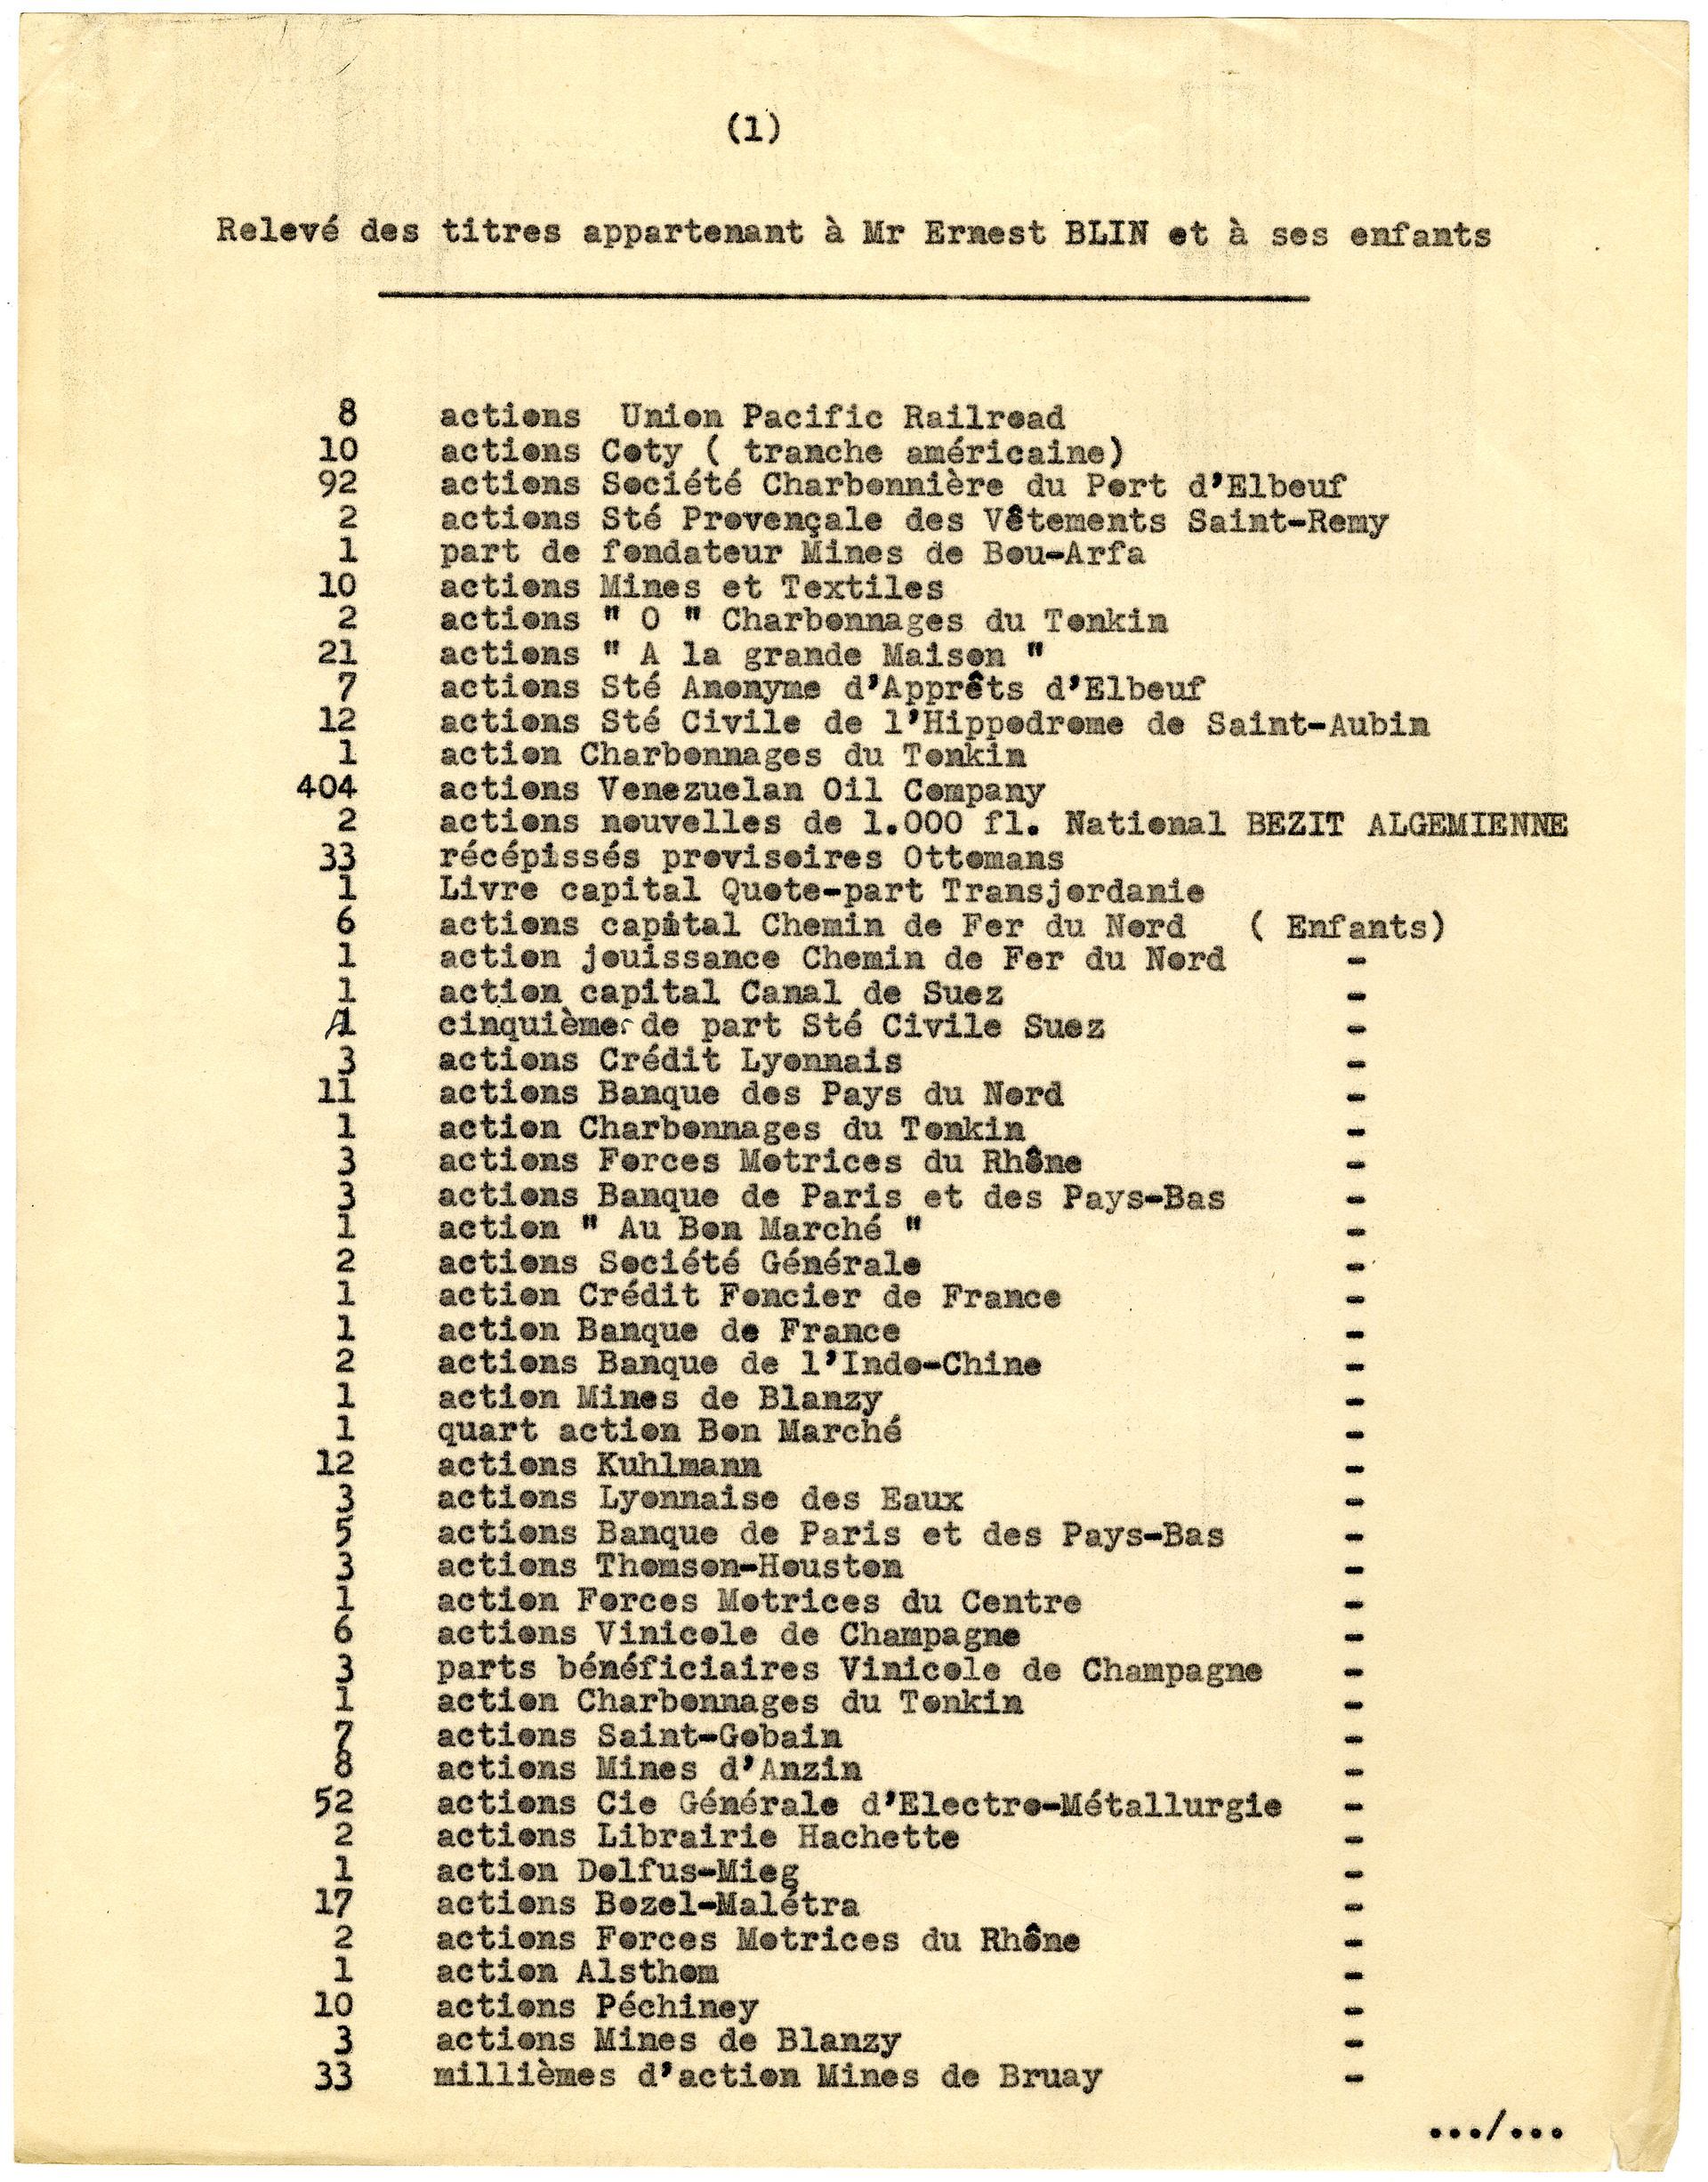 (1)
Relevé des titres appartenant à Mr Ernest BLIN et à ses enfants
8 actions Union Pacific Railroad
10 actions Coty ( tranche américaine)
92 actions Société Charbonnière du Port d'Elbeuf
2 actions Sté Provençale des Vêtements Saint-Remy
1 part de fondateur Mines de Bou-Arfa
10 actions Mines et Textiles
2 actions " O " Charbonnages du Tonkin
21 actions " A la grande Maison "
7 actions Sté Anonyme d'Apprêts d'Elbeuf
12 actions Sté Civile de l'Hippodrome de Saint-Aubin
1 action Charbonnages du Tonkin
404 actions Venezuelan Oil Company
2 actions nouvelles de 1.000 fl. National BEZIT ALGEMIENNE
33 récépissés provisoires Ottomans
1 Livre capital Quote-part Transjordanie
6 actions capital Chemin de Fer du Nord ( Enfants)
1 action jouissance Chemin de Fer du Nord -
1 action capital Canal de Suez -
cinquièmes de part Sté Civile Suez -
3 actions Crédit Lyonnais -
11 actions Banque des Pays du Nord -
1 action Charbonnages du Tonkin -
3 actions Forces Motrices du Rhône -
3 actions Banque de Paris et des Pays-Bas -
1 action " Au Bon Marché " -
2 actions Société Générale -
1 action Crédit Foncier de France -
1 action Banque de France -
2 actions Banque de l'Indo-Chine -
1 action Mines de Blanzy -
1 quart action Bon Marché -
12 actions Kuhlmann -
3 actions Lyonnaise des Eaux -
5 actions Banque de Paris et des Pays-Bas -
3 actions Thomson-Houston -
1 action Forces Motrices du Centre -
6 actions Vinicole de Champagne -
3 parts bénéficiaires Vinicole de Champagne -
1 action Charbonnages du Tonkin -
7 actions Saint-Gobain -
8 actions Mines d'Anzin -
52 actions Cie Générale d'Electro-Métallurgie -
2 actions Librairie Hachette -
1 action Dolfus-Mieg -
17 actions Bozel-Malétra -
2 actions Forces Motrices du Rhône -
1 action Alsthom -
10 actions Péchiney -
3 actions Mines de Blanzy -
33 millièmes d'action Mines de Bruay -
.../...